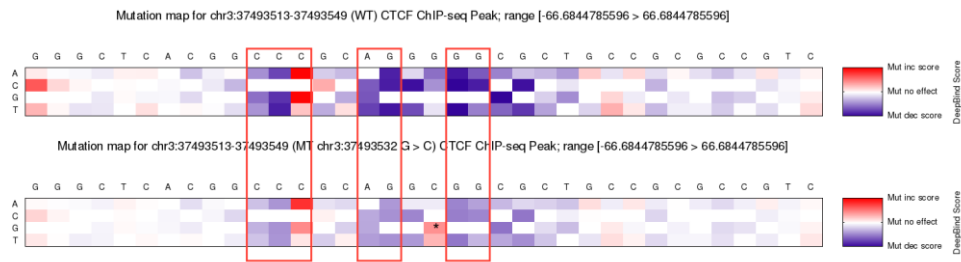 Mutation map for chr3:37493513-37493549 (WT) CTCF ChIP-seq Peak; range [-66.6844785596 > 66.6844785596]
G G G C T C A C G G C C C G C A G G G G G C G C T G C C G C G C C G T C
A
C
G
T
Mut inc score
Mut no effect
Mut dec score
DeepBind Score
Mutation map for chr3:37493513-37493549 (MT chr3:37493532 G > C) CTCF ChIP-seq Peak; range [-66.6844785596 > 66.6844785596]
G G G C T C A C G G C C C G C A G G C G G C G C T G C C G C G C C G T C
A
C
G
T
*
Mut inc score
Mut no effect
Mut dec score
DeepBind Score